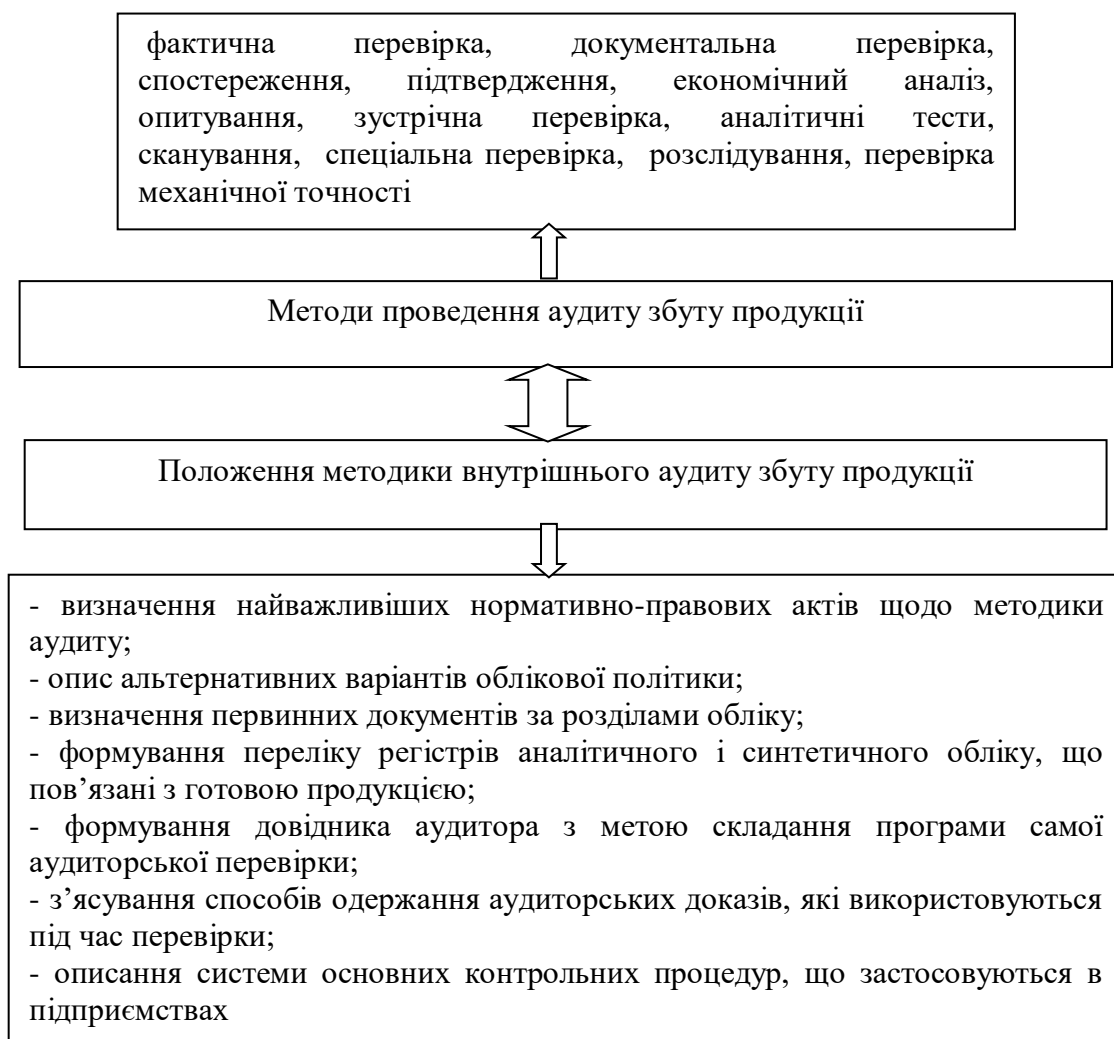 фактична перевірка, документальна перевірка,
спостереження, підтвердження, економічний аналіз,
опитування, зустрічна перевірка, аналітичні тести,
сканування, спеціальна перевірка, розслідування, перевірка
механічної точності
Методи проведення аудиту збуту продукції
Положення методики внутрішнього аудиту збуту продукції
- визначення найважливіших нормативно-правових актів щодо методики
аудиту;
- опис альтернативних варіантів облікової політики;
- визначення первинних документів за розділами обліку;
- формування переліку регістрів аналітичного і синтетичного обліку, що
пов’язані з готовою продукцією;
- формування довідника аудитора з метою складання програми самої
аудиторської перевірки;
- з’ясування способів одержання аудиторських доказів, які використовуються
під час перевірки;
- описання системи основних контрольних процедур, що застосовуються в
підприємствах